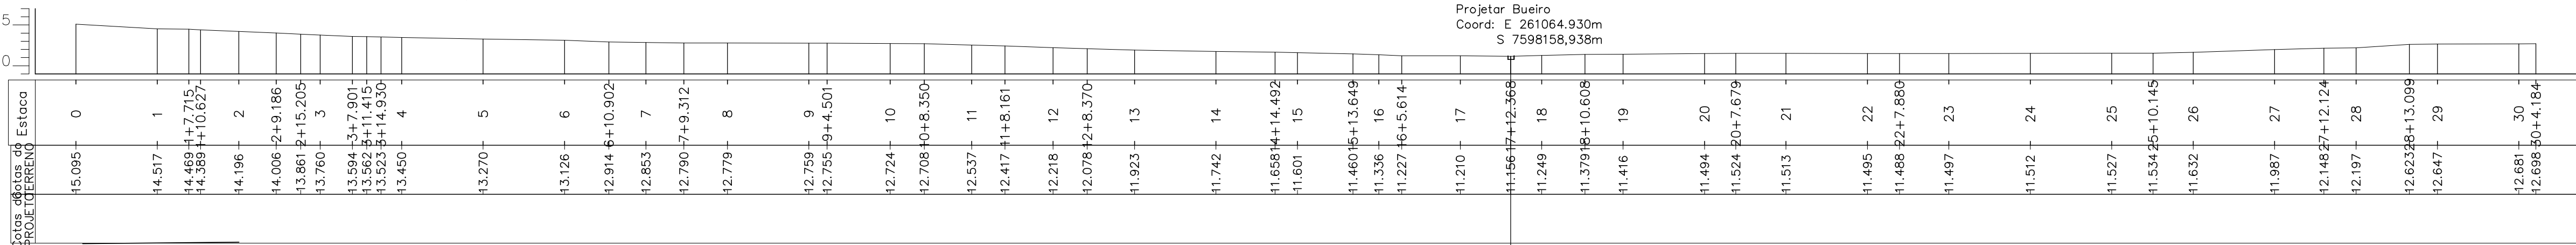 Projetar Bueiro
Coord: E 261064.930m
S 7598158,938m
5
0
Estaca
0 1 1+7.715 1+10.627 2 2+9.186 2+15.205 3 3+7.901 3+11.415 3+14.930 4 5 6 6+10.902 7 7+9.312 8 9 9+4.501 10 10+8.350 11 11+8.161 12 12+8.370 13 14 14+14.492 15 15+13.649 16 16+5.614 17 17+12.368 18 18+10.608 19 20 20+7.679 21 22 22+7.880 23 24 25 25+10.145 26 27 27+12.124 28 28+13.099 29 30 30+4.184
Cotas do TERRENO
15.095 14.517 14.469 14.389 14.196 14.006 13.861 13.760 13.594 13.562 13.523 13.450 13.270 13.126 12.914 12.853 12.790 12.779 12.759 12.755 12.724 12.708 12.537 12.417 12.218 12.078 11.923 11.742 11.658 11.601 11.460 11.336 11.227 11.210 11.156 11.249 11.379 11.416 11.494 11.524 11.513 11.495 11.488 11.497 11.512 11.527 11.534 11.632 11.987 12.148 12.197 12.623 12.647 12.681 12.698
Cotas do PROJETO